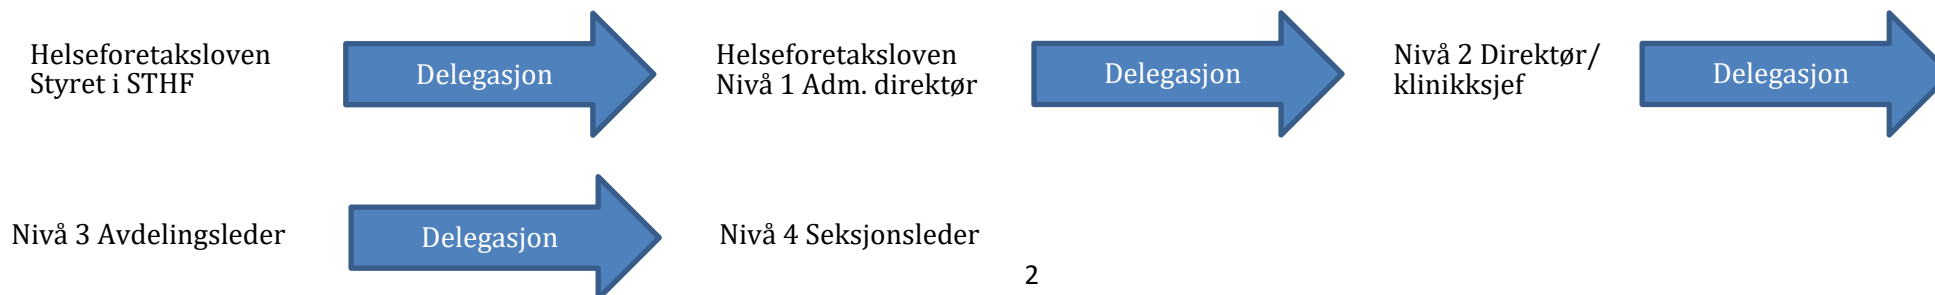 Helseforetaksloven
Styret i STHF
Delegasjon
Helseforetaksloven
Nivå 1 Adm. direktør
Delegasjon
Nivå 2 Direktør/
klinikksjef
Delegasjon
Nivå 3 Avdelingsleder
Delegasjon
Nivå 4 Seksjonsleder
2